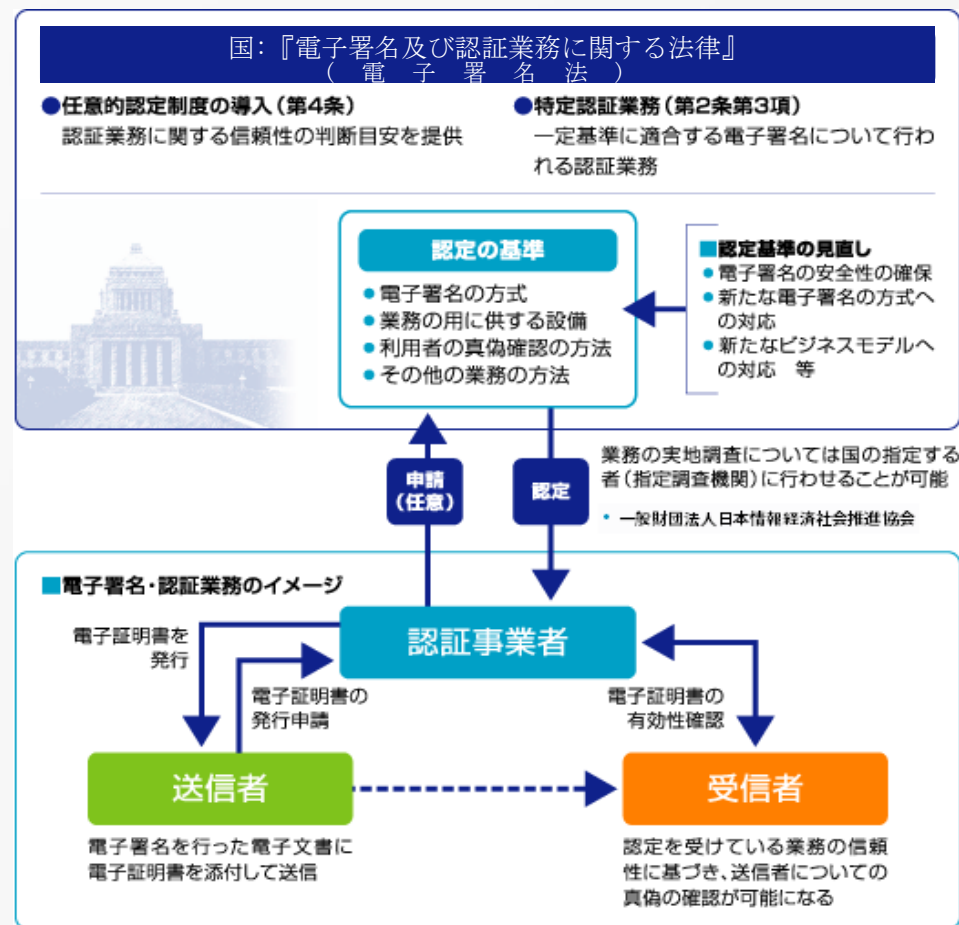 国：『電子署名及び認証業務に関する法律』
（電子署名法）
●任意的認定制度の導入（第4条）
認証業務に関する信頼性の判断目安を提供
●特定認証業務（第2条第3項）
一定基準に適合する電子署名について行わ
れる認証業務
認定の基準
●電子署名の方式
●業務の用に供する設備
●利用者の真偽確認の方法
●その他の業務の方法
■認定基準の見直し
●電子署名の安全性の確保
●新たな電子署名の方式へ
の対応
●新たなビジネスモデルへ
の対応　等
申請
（任意）
認定
業務の実地調査については国の指定する
者（指定調査機関）に行わせることが可能
・一般財団法人日本情報経済社会推進協会
■電子署名・認証業務のイメージ
認証事業者
電子証明書を
発行
電子証明書の
発行申請
電子証明書の
有効性確認
送信者
受信者
電子署名を行った電子文書に
電子証明書を添付して送信
認定を受けている業務の信頼
性に基づき、送信者についての
真偽の確認が可能になる